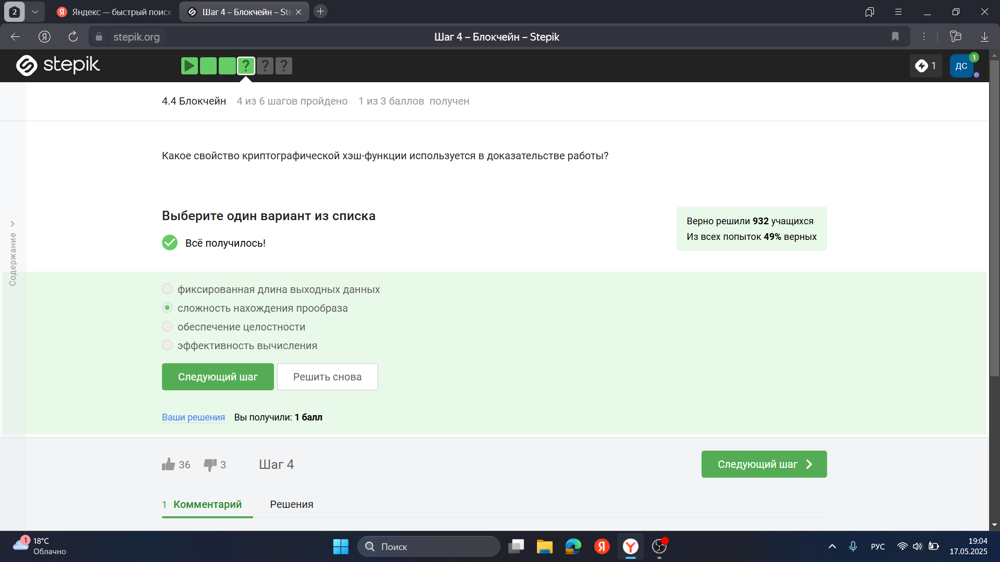 2
Яндекс — быстрый поиск
Шаг 4 – Блокчейн – Ste
stepik.org
Шаг 4 – Блокчейн – Stepik
stepik
? ? ?
1
ДС
1
4.4 Блокчейн 4 из 6 шагов пройдено 1 из 3 баллов получен
Содержание
Какое свойство криптографической хэш-функции используется в доказательстве работы?
Выберите один вариант из списка
Всё получилось!
Верно решили 932 учащихся
Из всех попыток 49% верных
фиксированная длина выходных данных
сложность нахождения прообраза
обеспечение целостности
эффективность вычисления
Следующий шаг
Решить снова
Ваши решения Вы получили: 1 балл
36
3
Шаг 4
Следующий шаг
1 Комментарий
Решения
1
18°C
Облачно
Поиск
РУС
19:04
17.05.2025